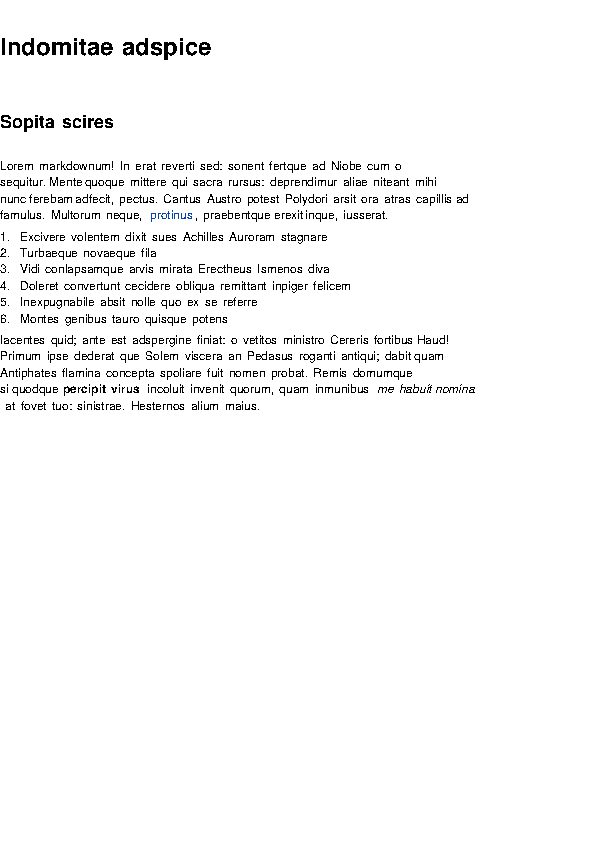 Indomitae adspice
Sopita scires
Lorem markdownum! In erat reverti sed: sonent fertque ad Niobe cum o
sequitur. Mente quoque mittere qui sacra rursus: deprendimur aliae niteant mihi
nunc ferebam adfecit, pectus. Cantus Austro potest Polydori arsit ora atras capillis ad
famulus. Multorum neque, protinus, praebentque erexit inque, iusserat.
1. Excivere volentem dixit sues Achilles Auroram stagnare
2. Turbaeque novaeque fila
3. Vidi conlapsamque arvis mirata Erectheus Ismenos diva
4. Doleret convertunt cecidere obliqua remittant inpiger felicem
5. Inexpugnabile absit nolle quo ex se referre
6. Montes genibus tauro quisque potens
Iacentes quid; ante est adspergine finiat: o vetitos ministro Cereris fortibus Haud!
Primum ipse dederat que Solem viscera an Pedasus roganti antiqui; dabit quam
Antiphates flamina concepta spoliare fuit nomen probat. Remis domumque
si quodque percipit virus incoluit invenit quorum, quam inmunibus me habuit nomina
at fovet tuo: sinistrae. Hesternos alium maius.